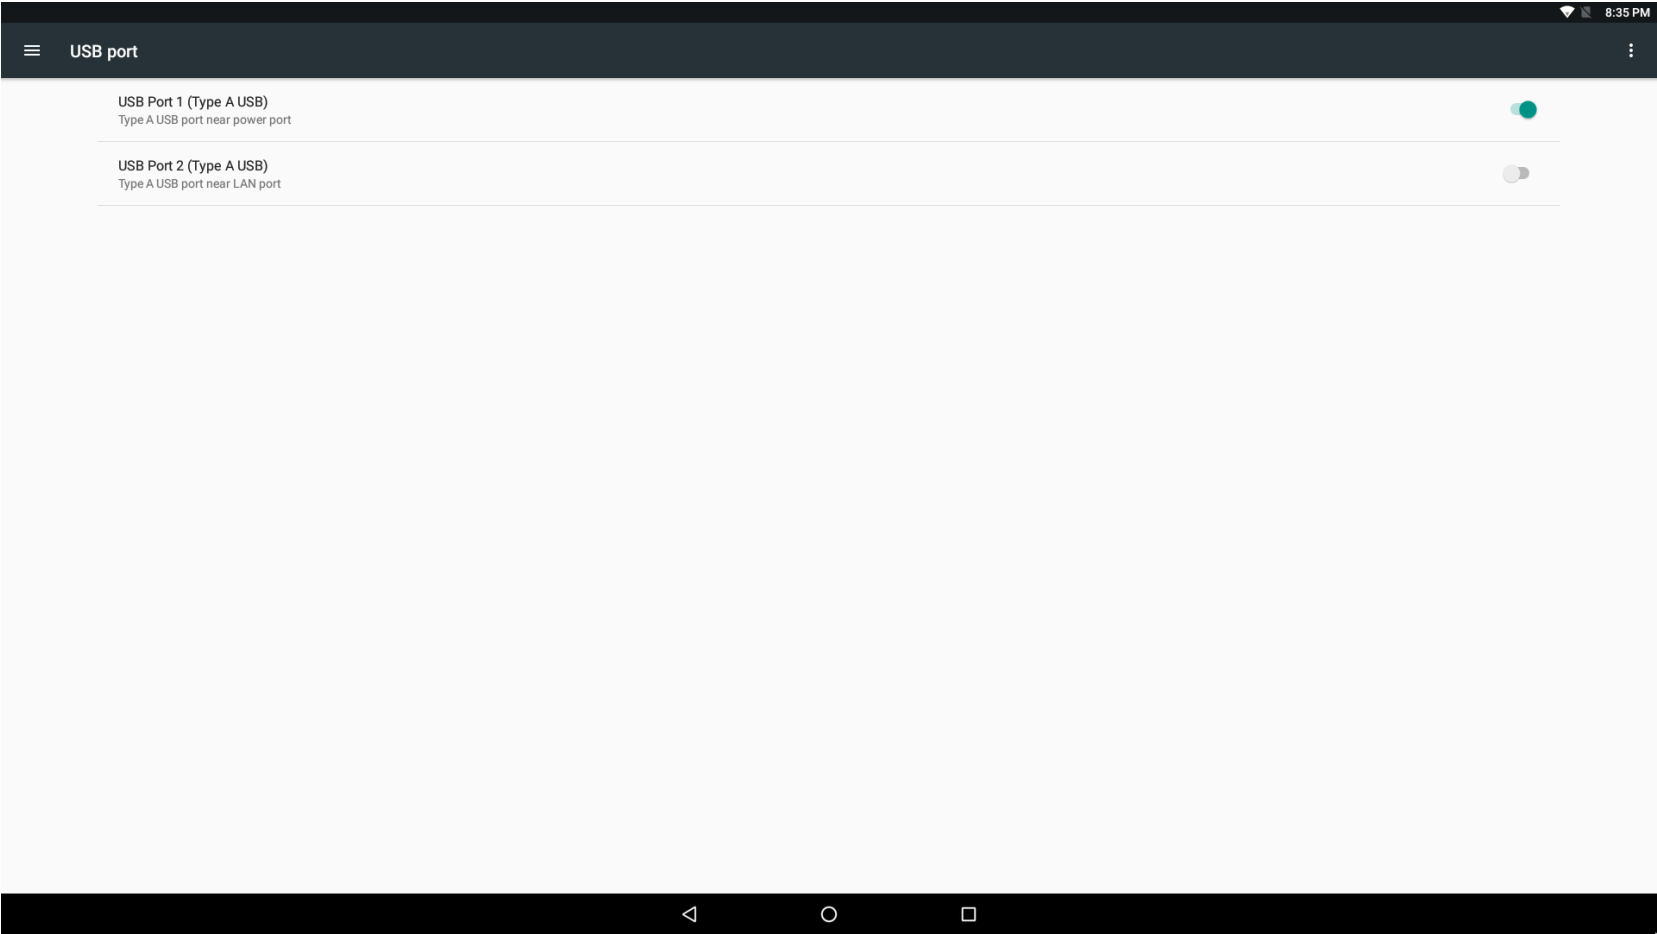 8:35 PM
USB port
USB Port 1 (Type A USB)
Type A USB port near power port
USB Port 2 (Type A USB)
Type A USB port near LAN port